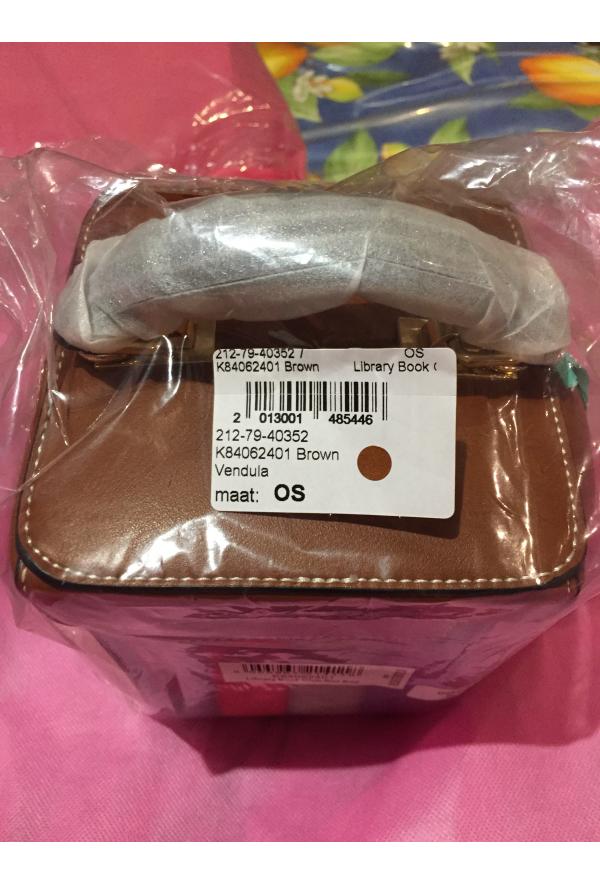 212-79-40352 / OS
K84062401 Brown Library Book
2 013001 485446
212-79-40352
K84062401 Brown
Vendula
maat: OS
K84062401